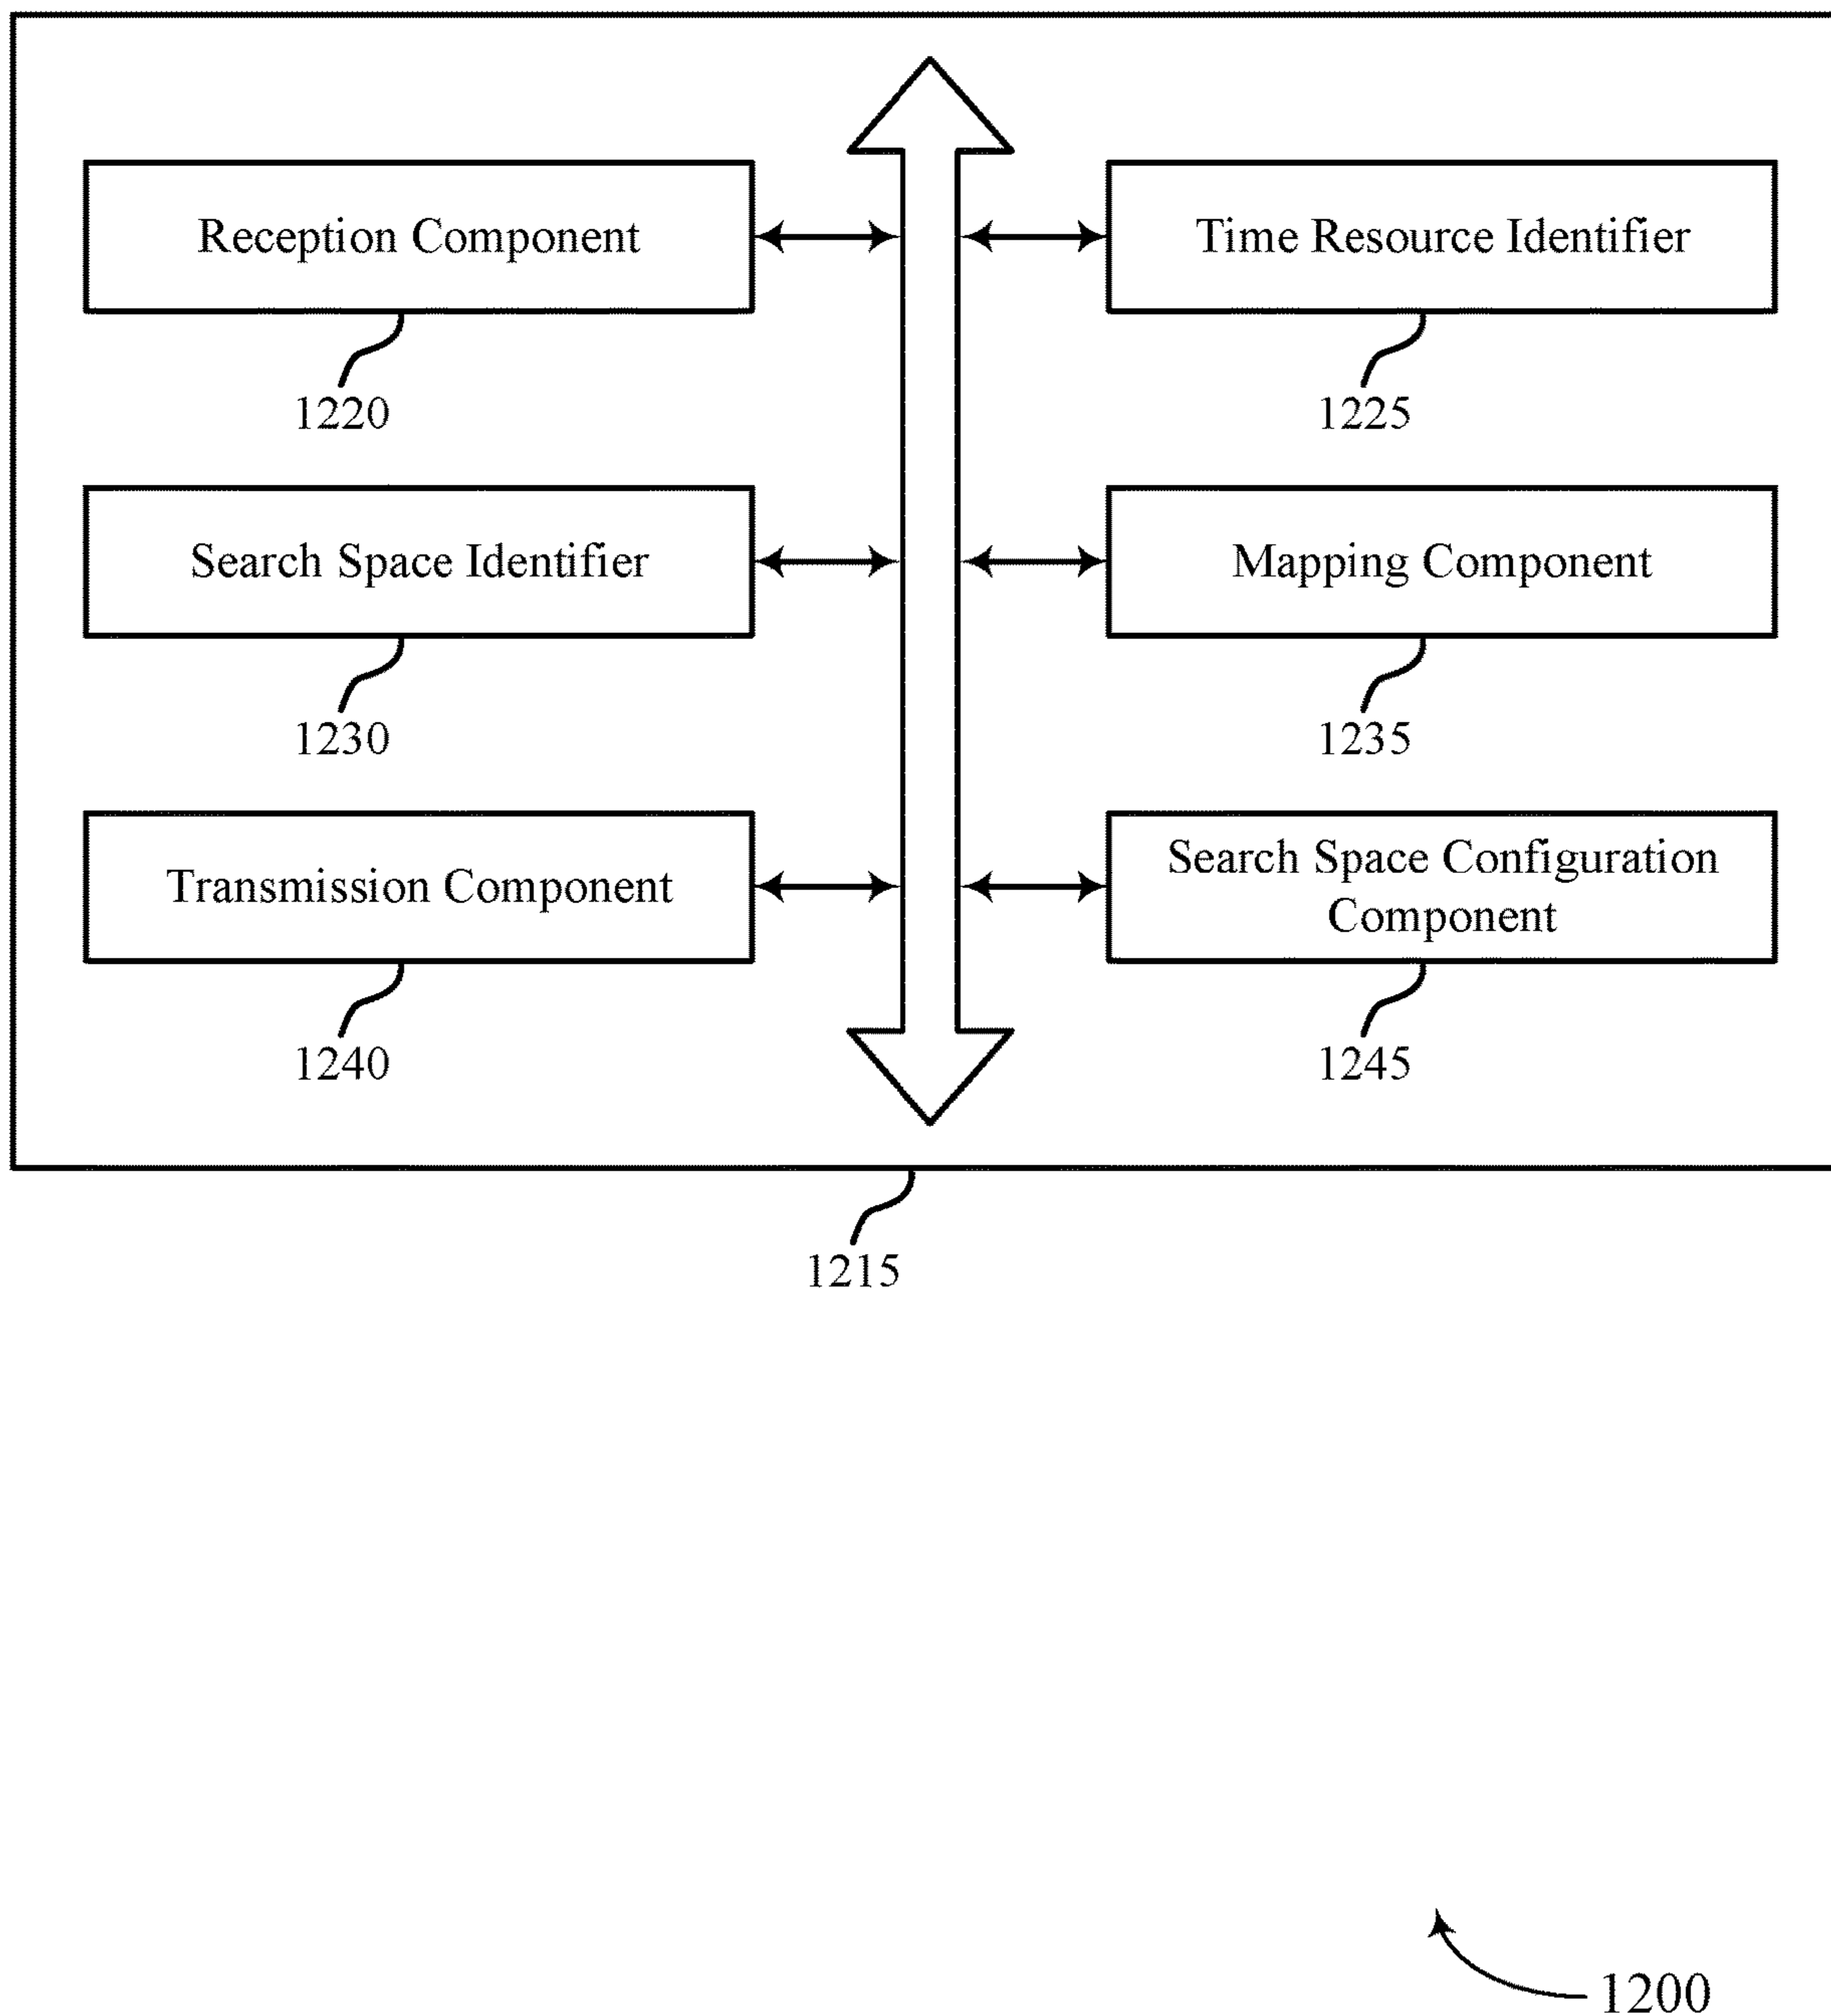 Reception Component
1220
Time Resource Identifier
1225
Search Space Identifier
1230
Mapping Component
1235
Transmission Component
1240
Search Space Configuration
Component
1245
1215
1200